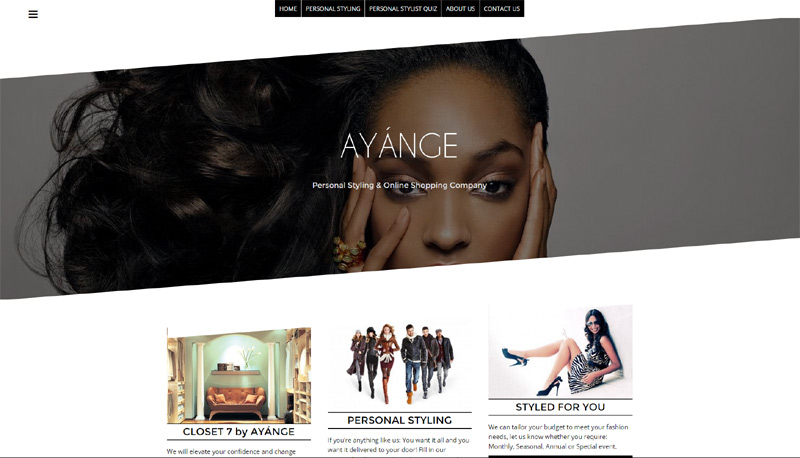 HOME PERSONAL STYLING PERSONAL STYLIST QUIZ ABOUT US CONTACT US
AYÁNGE
Personal Styling & Online Shopping Company
CLOSET 7 by AYÁNGE
We will elevate your confidence and change
PERSONAL STYLING
If you're anything like us: You want it all and you
want it delivered to your door! Fill in our
STYLED FOR YOU
We can tailor your budget to meet your fashion
needs, let us know whether you require:
Monthly, Seasonal, Annual or Special event.